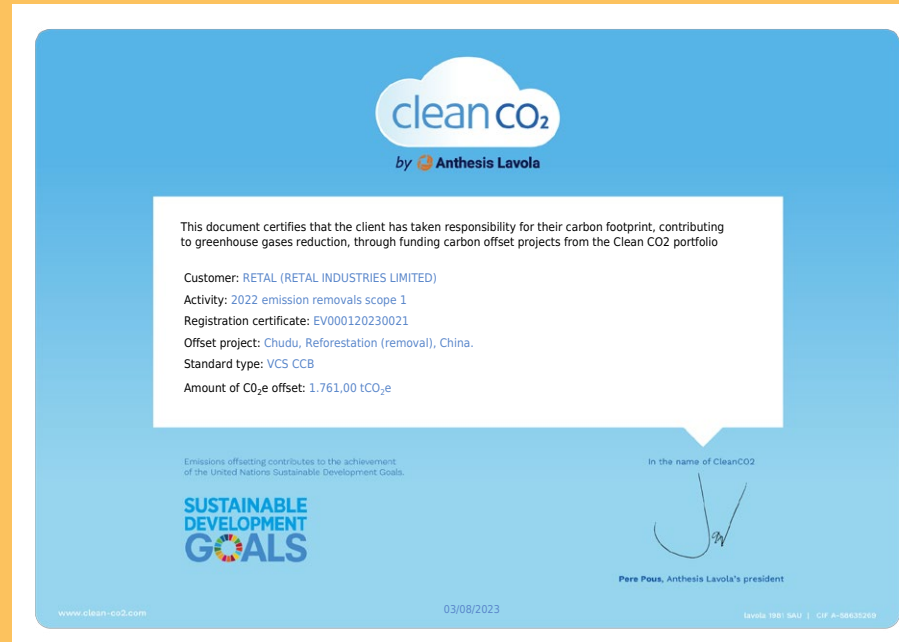 clean CO₂
by Anthesis Lavola
This document certifies that the client has taken responsibility for their carbon footprint, contributing
to greenhouse gases reduction, through funding carbon offset projects from the Clean CO2 portfolio
Customer: RETAL (RETAL INDUSTRIES LIMITED)
Activity: 2022 emission removals scope 1
Registration certificate: EV000120230021
Offset project: Chudu, Reforestation (removal), China.
Standard type: VCS CCB
Amount of C0₂e offset: 1.761,00 tCO₂e
Emissions offsetting contributes to the achievement
of the United Nations Sustainable Development Goals.
SUSTAINABLE
DEVELOPMENT
GOALS
In the name of CleanCO2
Pere Pous, Anthesis Lavola's president
www.clean-co2.com
03/08/2023
lavola 1981 SAU | CIF A-58635269